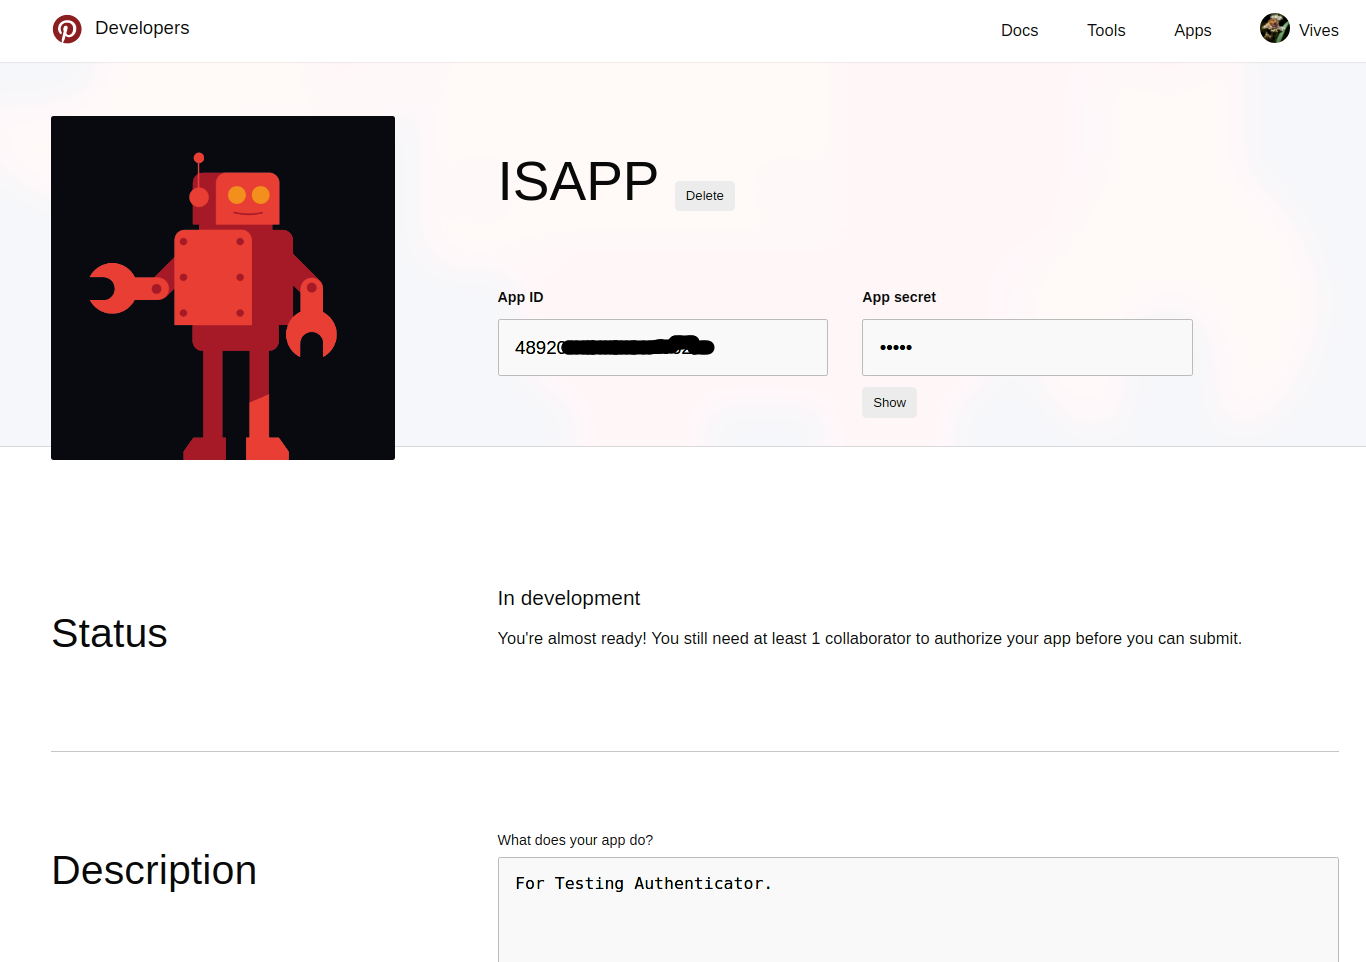 Developers
Docs
Tools
Apps
Vives
ISAPP
Delete
App ID
App secret
4892
•••••
Show
Status
In development
You're almost ready! You still need at least 1 collaborator to authorize your app before you can submit.
Description
What does your app do?
For Testing Authenticator.